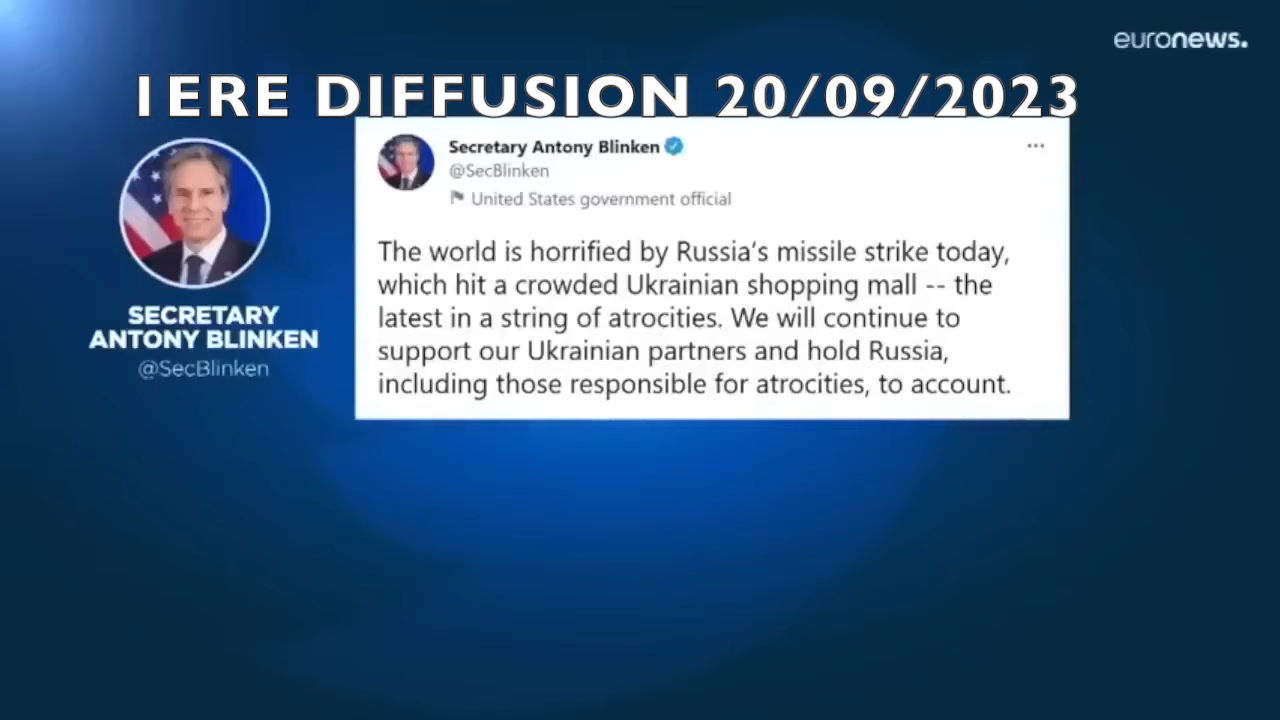 euronews.
1ERE DIFFUSION 20/09/2023
Secretary Antony Blinken
@SecBlinken
United States government official
The world is horrified by Russia's missile strike today,
which hit a crowded Ukrainian shopping mall -- the
latest in a string of atrocities. We will continue to
support our Ukrainian partners and hold Russia,
including those responsible for atrocities, to account.
SECRETARY
ANTONY BLINKEN
@SecBlinken